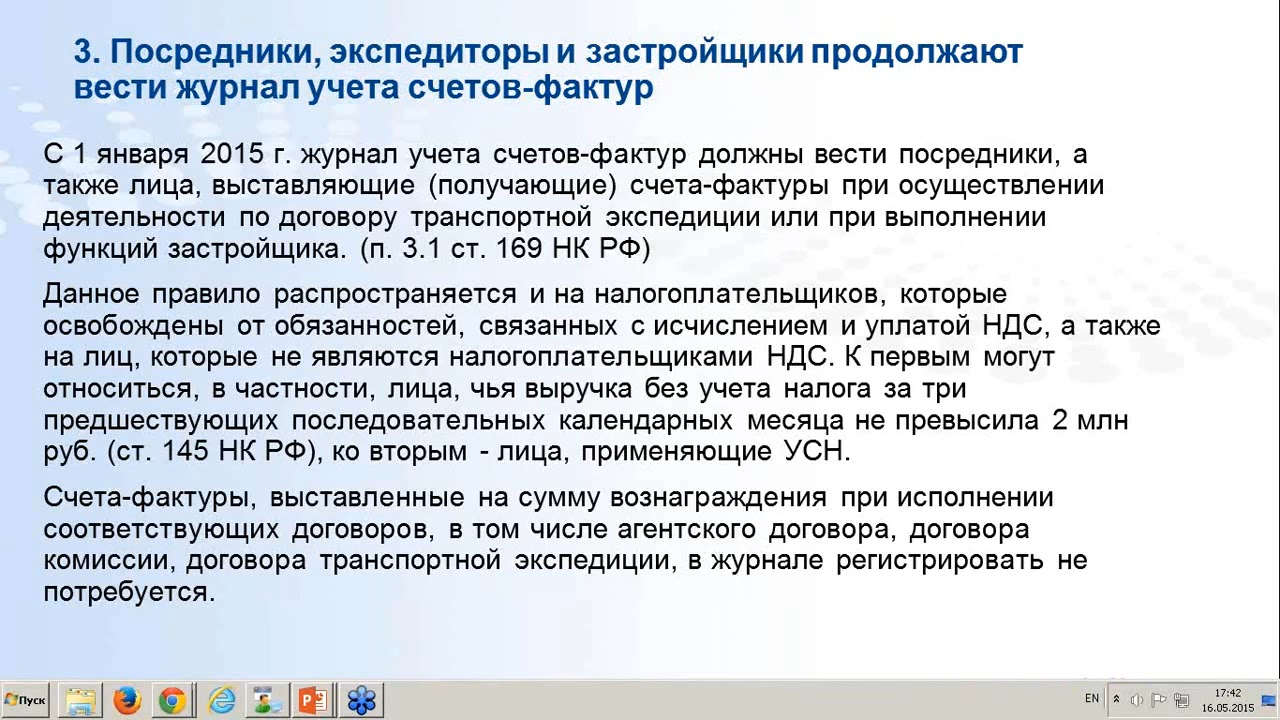 3. Посредники, экспедиторы и застройщики продолжают
вести журнал учета счетов-фактур
С 1 января 2015 г. журнал учета счетов-фактур должны вести посредники, а
также лица, выставляющие (получающие) счета-фактуры при осуществлении
деятельности по договору транспортной экспедиции или при выполнении
функций застройщика. (п. 3.1 ст. 169 НК РФ)
Данное правило распространяется и на налогоплательщиков, которые
освобождены от обязанностей, связанных с исчислением и уплатой НДС, а также
на лиц, которые не являются налогоплательщиками НДС. К первым могут
относиться, в частности, лица, чья выручка без учета налога за три
предшествующих последовательных календарных месяца не превысила 2 млн
руб. (ст. 145 НК РФ), ко вторым - лица, применяющие УСН.
Счета-фактуры, выставленные на сумму вознаграждения при исполнении
соответствующих договоров, в том числе агентского договора, договора
комиссии, договора транспортной экспедиции, в журнале регистрировать не
потребуется.
Пуск
EN
17:42
16.05.2015